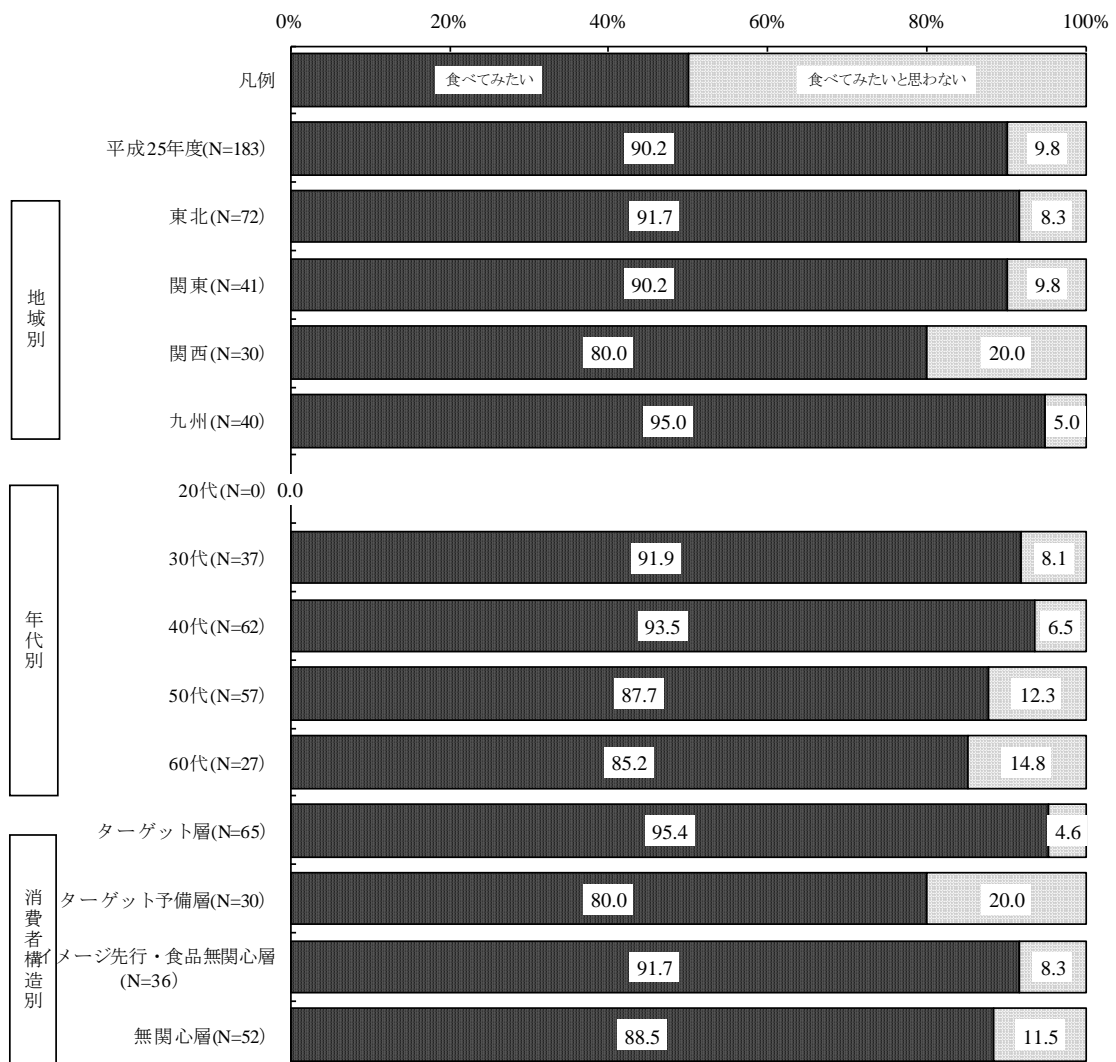 0% 20% 40% 60% 80% 100%
凡例 食べてみたい 食べてみたいと思わない
平成25年度(N=183) 90.2 9.8
地域別
東北(N=72) 91.7 8.3
関東(N=41) 90.2 9.8
関西(N=30) 80.0 20.0
九州(N=40) 95.0 5.0
年代別
20代(N=0) 0.0
30代(N=37) 91.9 8.1
40代(N=62) 93.5 6.5
50代(N=57) 87.7 12.3
60代(N=27) 85.2 14.8
消費者構造別
ターゲット層(N=65) 95.4 4.6
ターゲット予備層(N=30) 80.0 20.0
イメージ先行・食品無関心層
(N=36) 91.7 8.3
無関心層(N=52) 88.5 11.5